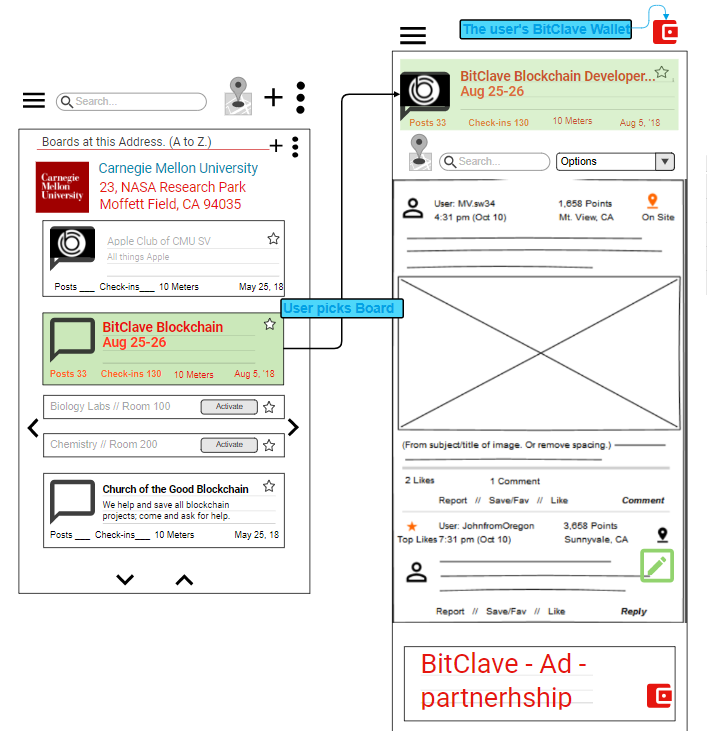 The user's BitClave Wallet
Search...
Boards at this Address. (A to Z.)
Carnegie
Mellon
University
Carnegie Mellon University
23, NASA Research Park
Moffett Field, CA 94035
Apple Club of CMU SV
All things Apple
Posts ___ Check-ins___ 10 Meters May 25, 18
User picks Board
BitClave Blockchain
Aug 25-26
Posts 33 Check-ins 130 10 Meters Aug 5, '18
Biology Labs // Room 100 Activate
Chemistry // Room 200 Activate
Church of the Good Blockchain
We help and save all blockchain
projects; come and ask for help.
Posts ___ Check-ins___ 10 Meters May 25, 18
BitClave Blockchain Developer...
Aug 25-26
Posts 33 Check-ins 130 10 Meters Aug 5, '18
Search... Options
User: MV.sw34 1,658 Points
4:31 pm (Oct 10) Mt. View, CA On Site
(From subject/title of image. Or remove spacing.)
2 Likes 1 Comment
Report // Save/Fav // Like Comment
User: JohnfromOregon 3,658 Points
Top Likes 7:31 pm (Oct 10) Sunnyvale, CA
Report // Save/Fav // Like Reply
BitClave - Ad -
partnerhship